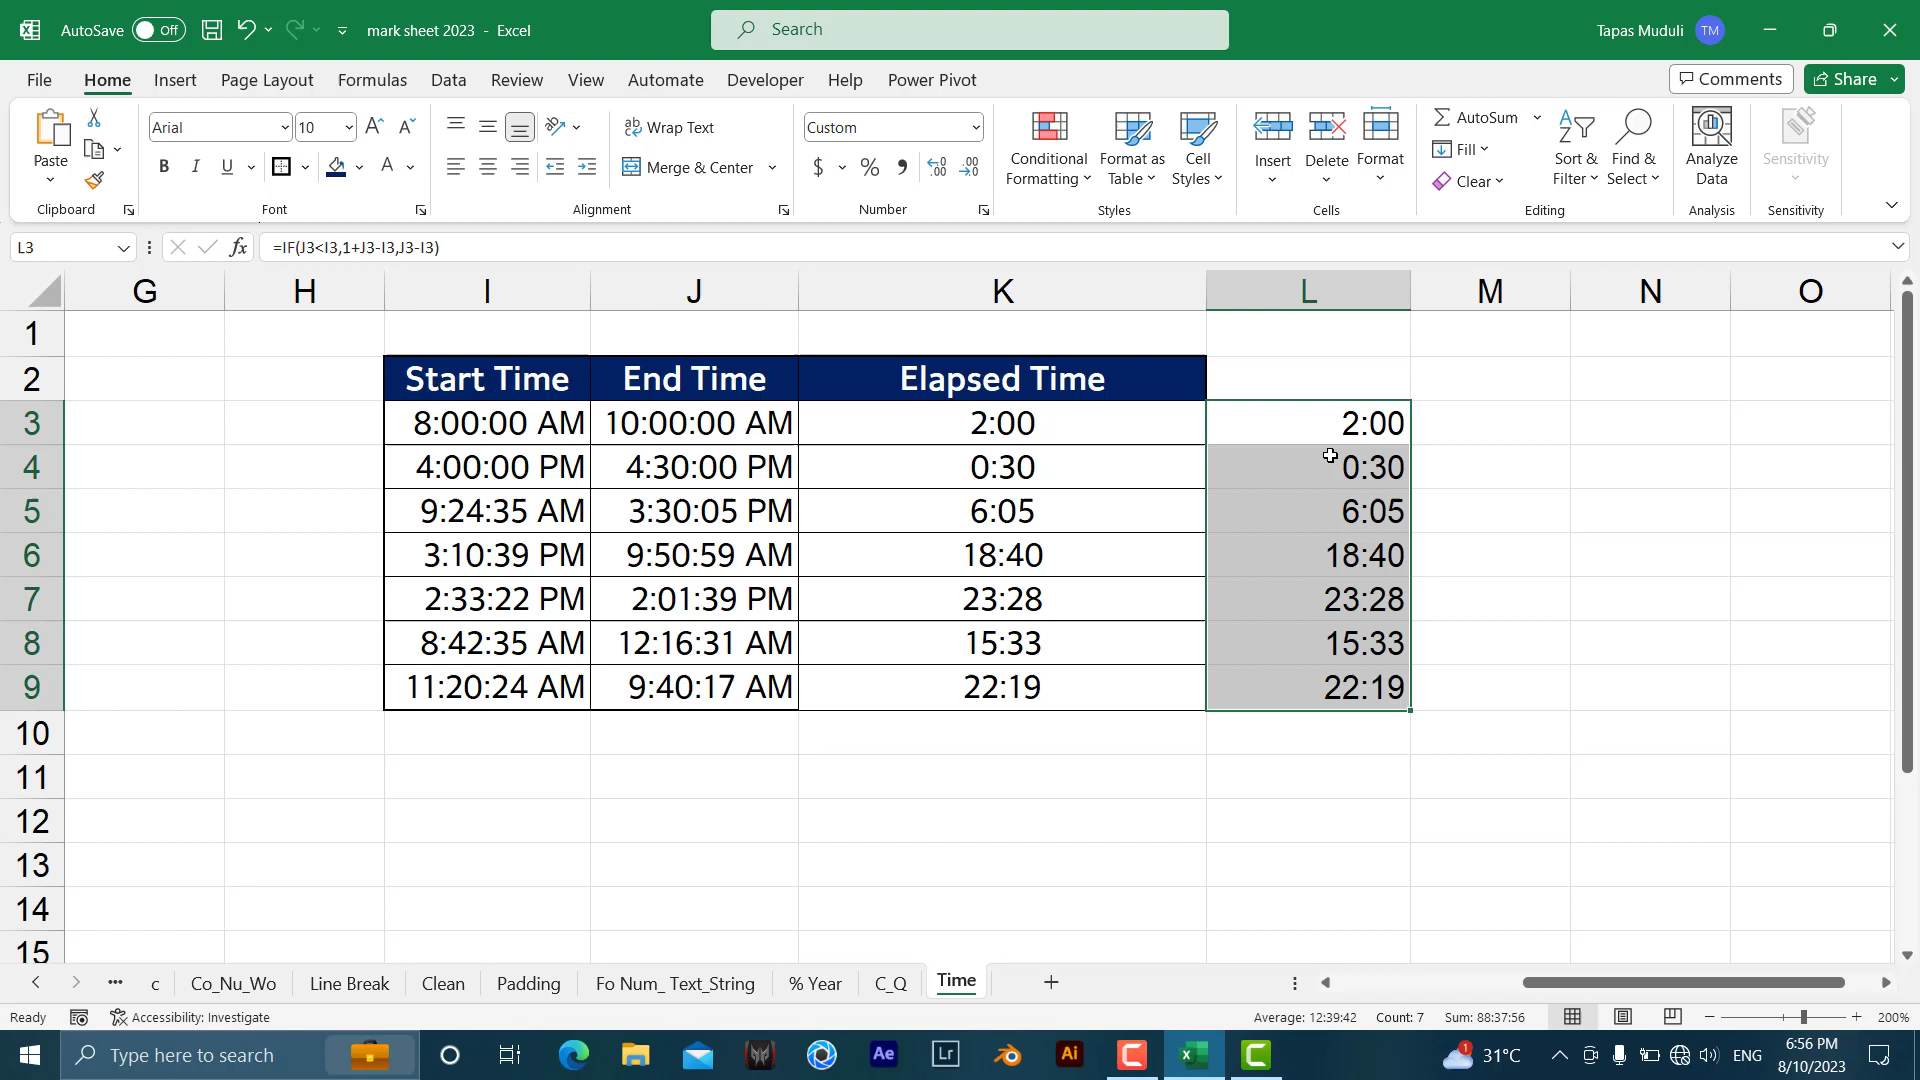 AutoSave Off mark sheet 2023 - Excel Search Tapas Muduli TM
File Home Insert Page Layout Formulas Data Review View Automate Developer Help Power Pivot Comments Share
Paste
Clipboard
Arial 10
B I U A
Font
Wrap Text
Merge & Center
Alignment
Custom
$ %
Number
Conditional Formatting
Format as Table
Cell Styles
Styles
Insert Delete Format
Cells
AutoSum
Fill
Clear
Sort & Filter
Find & Select
Editing
Analyze Data
Analysis
Sensitivity
Sensitivity
L3 fx =IF(J3<I3,1+J3-I3,J3-I3)
G H I J K L M N O
1
2 Start Time End Time Elapsed Time
3 8:00:00 AM 10:00:00 AM 2:00 2:00
4 4:00:00 PM 4:30:00 PM 0:30 0:30
5 9:24:35 AM 3:30:05 PM 6:05 6:05
6 3:10:39 PM 9:50:59 AM 18:40 18:40
7 2:33:22 PM 2:01:39 PM 23:28 23:28
8 8:42:35 AM 12:16:31 AM 15:33 15:33
9 11:20:24 AM 9:40:17 AM 22:19 22:19
10
11
12
13
14
15
c Co_Nu_Wo Line Break Clean Padding Fo Num_ Text_String % Year C_Q Time
Ready Accessibility: Investigate Average: 12:39:42 Count: 7 Sum: 88:37:56 200%
Type here to search Ae Lr Ai 1 31°C ENG 6:56 PM
8/10/2023